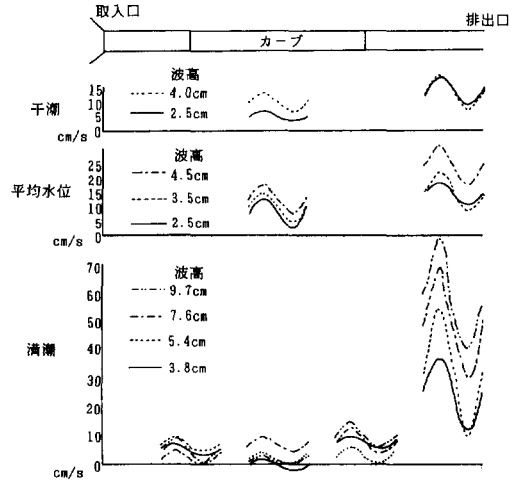 取入口
排出口
カーブ
干潮
15
10
5
0
cm/s
波高
4.0cm
2.5cm
平均水位
25
20
15
10
5
0
cm/s
波高
4.5cm
3.5cm
2.5cm
満潮
70
60
50
40
30
20
10
0
cm/s
波高
9.7cm
7.6cm
5.4cm
3.8cm